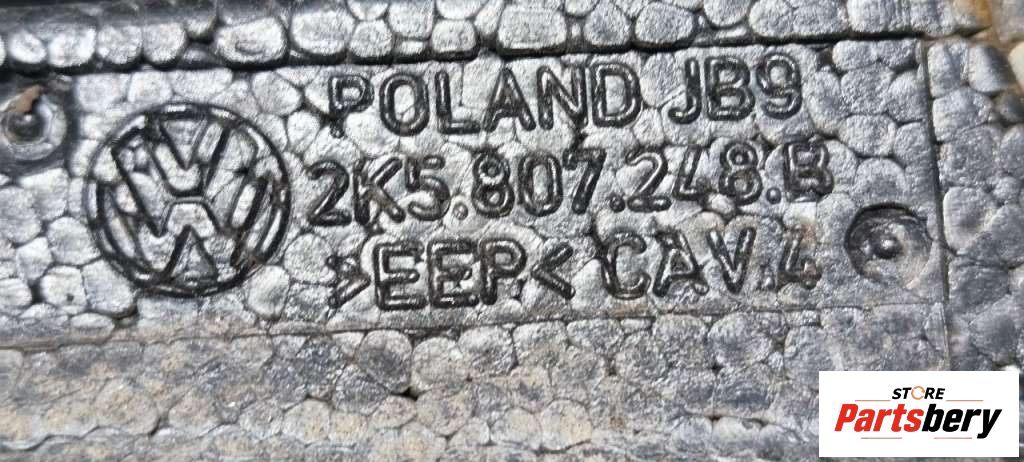 POLAND JB9
2K5.807.248.B
>EEP< CAV.4
STORE
Partsbery